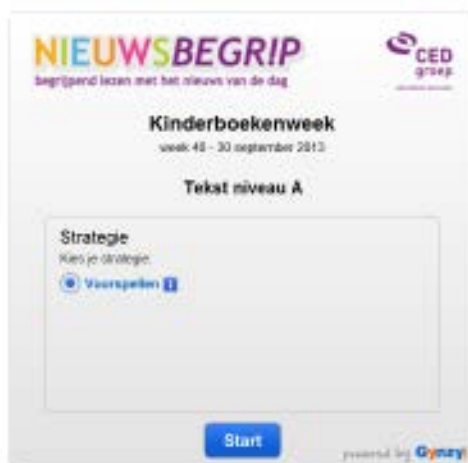 NIEUWSBEGRIP
begrijpend lezen met het nieuws van de dag
CED
groep
Kinderboekenweek
week 40 - 30 september 2013
Tekst niveau A
Strategie
Kies je strategie
Voorspellen i
Start
powered by Gynzy